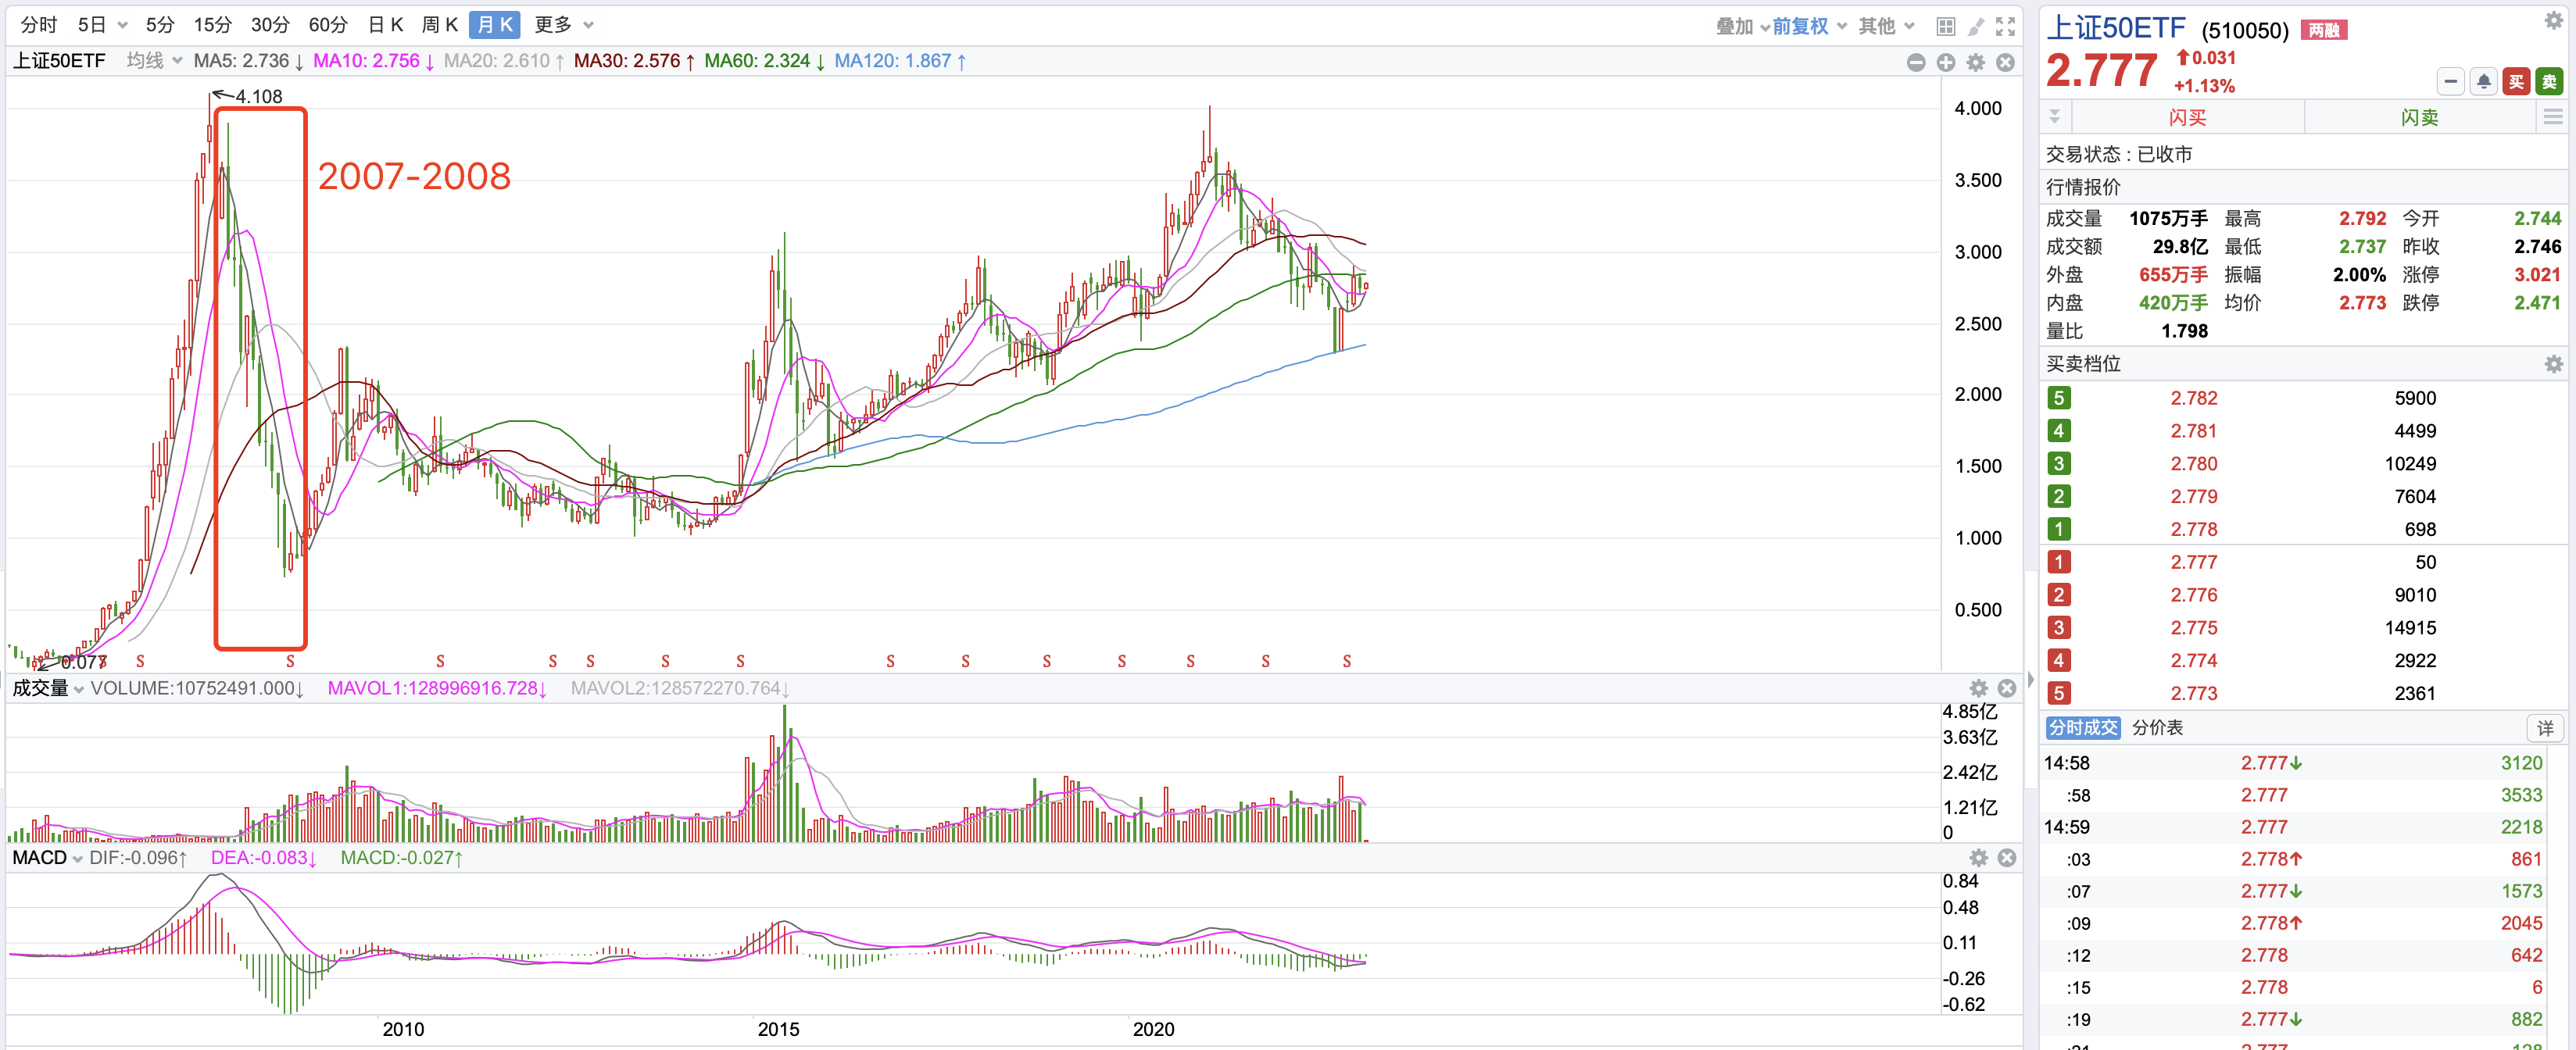 分时 5日 5分 15分 30分 60分 日K 周K 月K 更多 叠加 前复权 其他
上证50ETF 均线 MA5: 2.736↓ MA10: 2.756↓ MA20: 2.610↑ MA30: 2.576↑ MA60: 2.324↓ MA120: 1.867↑
4.108
2007-2008
4.000
3.500
3.000
2.500
2.000
1.500
1.000
0.500
0.077
S S S S S S S S S S S S S S S S
成交量 VOLUME:10752491.000↓ MAVOL1:128996916.728↓ MAVOL2:128572270.764↓
4.85亿
3.63亿
2.42亿
1.21亿
0
MACD DIF:-0.096↑ DEA:-0.083↓ MACD:-0.027↑
0.84
0.48
0.11
-0.26
-0.62
2010 2015 2020
上证50ETF (510050) 两融
2.777 ↑0.031
+1.13%
买 卖
闪买 闪卖
交易状态 : 已收市
行情报价
成交量 1075万手 最高 2.792 今开 2.744
成交额 29.8亿 最低 2.737 昨收 2.746
外盘 655万手 振幅 2.00% 涨停 3.021
内盘 420万手 均价 2.773 跌停 2.471
量比 1.798
买卖档位
5 2.782 5900
4 2.781 4499
3 2.780 10249
2 2.779 7604
1 2.778 698
1 2.777 50
2 2.776 9010
3 2.775 14915
4 2.774 2922
5 2.773 2361
分时成交 分价表 详
14:58 2.777↓ 3120
:58 2.777 3533
14:59 2.777 2218
:03 2.778↑ 861
:07 2.777↓ 1573
:09 2.778↑ 2045
:12 2.778 642
:15 2.778 6
:19 2.777↓ 882